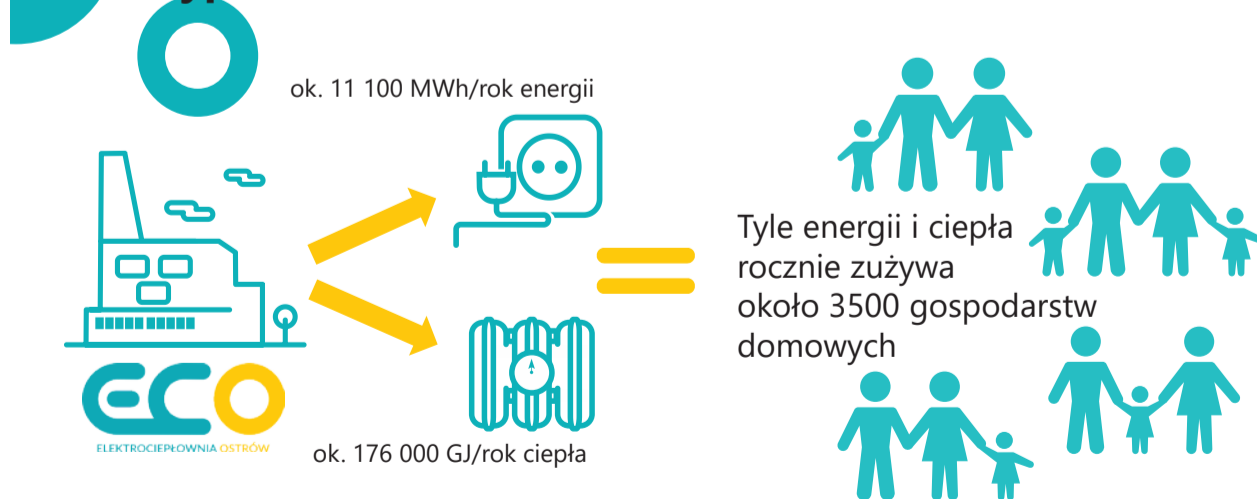 ok. 11 100 MWh/rok energii
Tyle energii i ciepła
rocznie zużywa
około 3500 gospodarstw
domowych
ECO
ELEKTROCIEPŁOWNIA OSTRÓW
ok. 176 000 GJ/rok ciepła